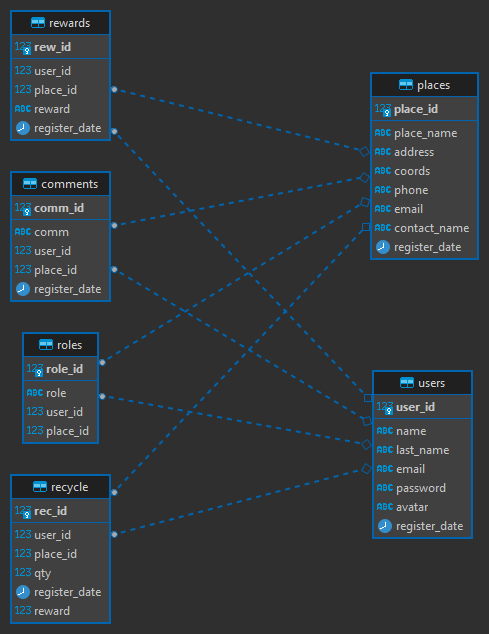 rewards
123 rew_id
123 user_id
123 place_id
ABC reward
register_date
comments
123 comm_id
ABC comm
123 user_id
123 place_id
register_date
roles
123 role_id
ABC role
123 user_id
123 place_id
recycle
123 rec_id
123 user_id
123 place_id
123 qty
register_date
123 reward
places
123 place_id
ABC place_name
ABC address
ABC coords
ABC phone
ABC email
ABC contact_name
register_date
users
123 user_id
ABC name
ABC last_name
ABC email
ABC password
ABC avatar
register_date